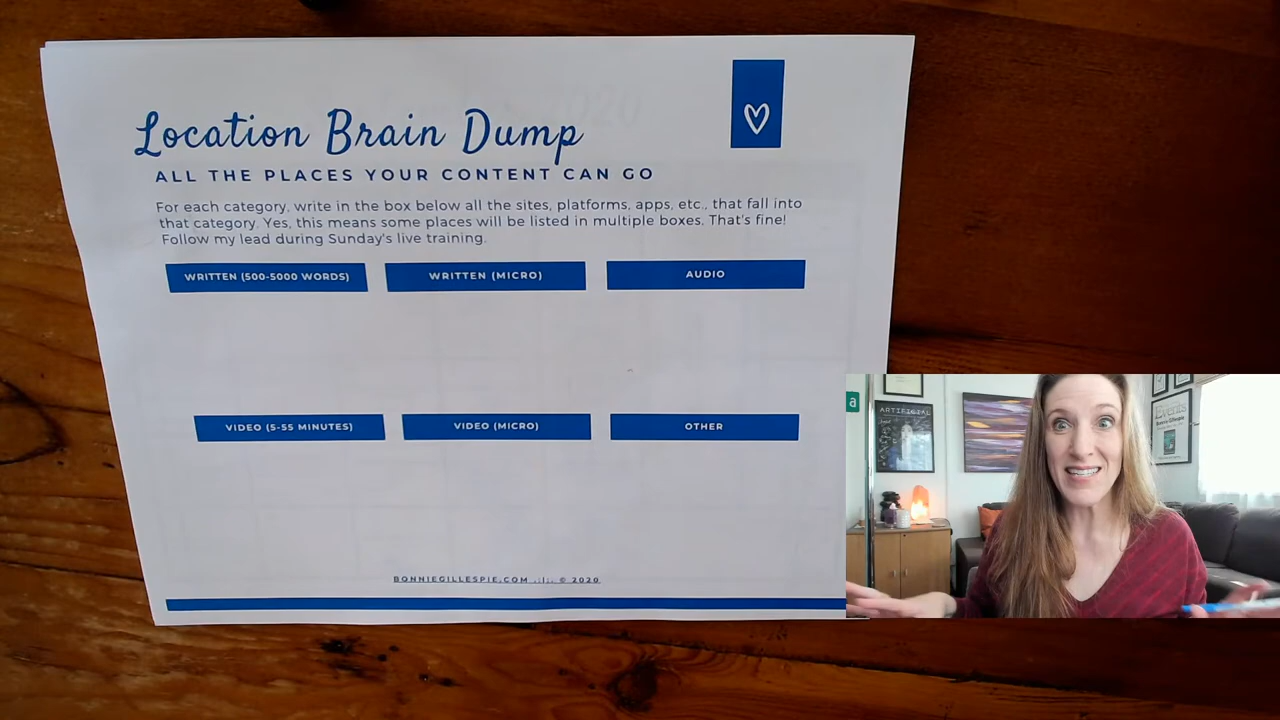 Location Brain Dump
ALL THE PLACES YOUR CONTENT CAN GO
For each category, write in the box below all the sites, platforms, apps, etc., that fall into
that category. Yes, this means some places will be listed in multiple boxes. That's fine!
Follow my lead during Sunday's live training.
WRITTEN (500-5000 WORDS)
WRITTEN (MICRO)
AUDIO
VIDEO (5-55 MINUTES)
VIDEO (MICRO)
OTHER
BONNIEGILLESPIE.COM .:|:. © 2020
a
ARTIFICIAL
Events